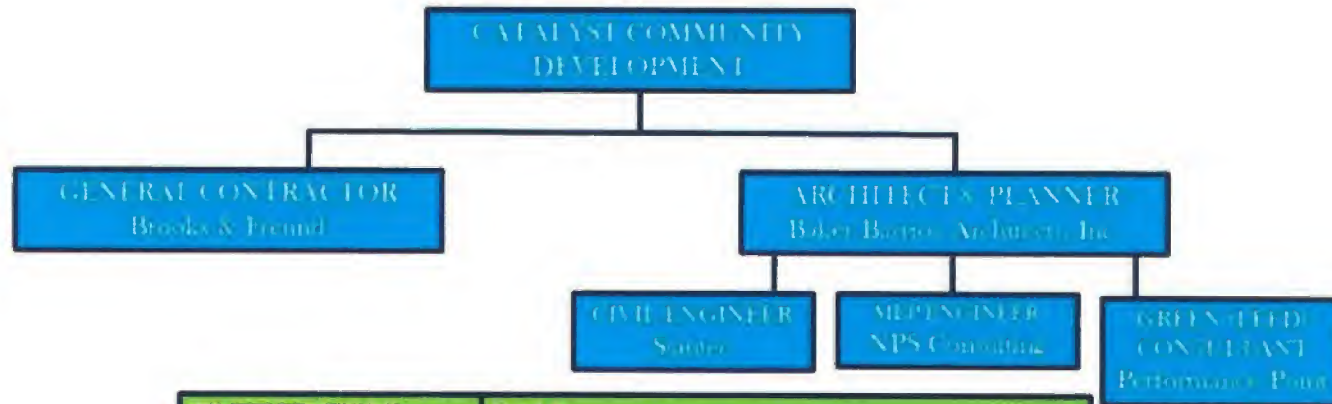 CATALYST COMMUNITY
DEVELOPMENT
GENERAL CONTRACTOR
Brooks & Freund
ARCHITECT & PLANNER
Baker Barrios Architects, Inc
CIVIL ENGINEER
Stantec
MEP ENGINEER
NPS Consulting
GREEN/LEED
CONSULTANT
Performance Point